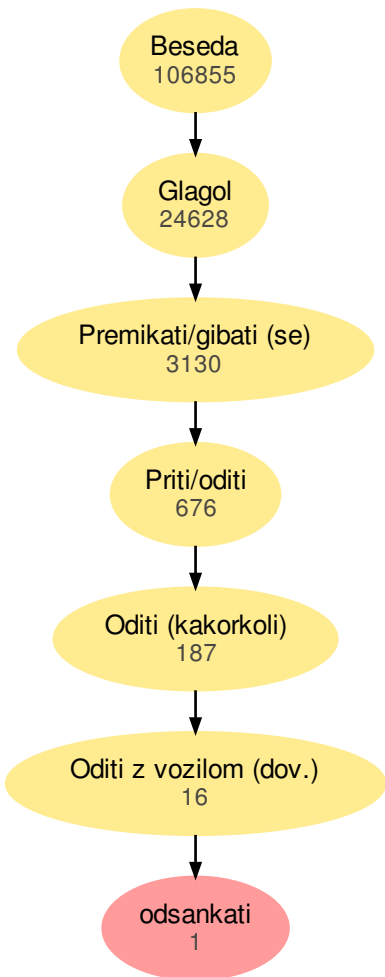 Beseda
106855
Glagol
24628
Premikati/gibati (se)
3130
Priti/oditi
676
Oditi (kakorkoli)
187
Oditi z vozilom (dov.)
16
odsankati
1